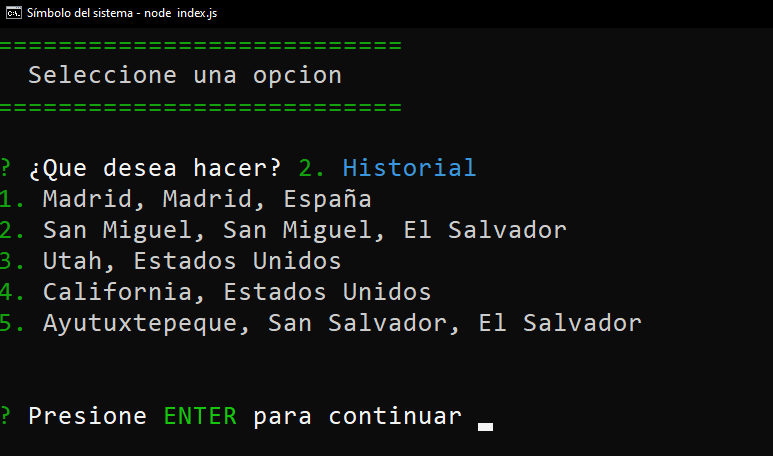 Símbolo del sistema - node index.js
===========================
Seleccione una opcion
===========================
? ¿Que desea hacer? 2. Historial
1. Madrid, Madrid, España
2. San Miguel, San Miguel, El Salvador
3. Utah, Estados Unidos
4. California, Estados Unidos
5. Ayutuxtepeque, San Salvador, El Salvador
? Presione ENTER para continuar